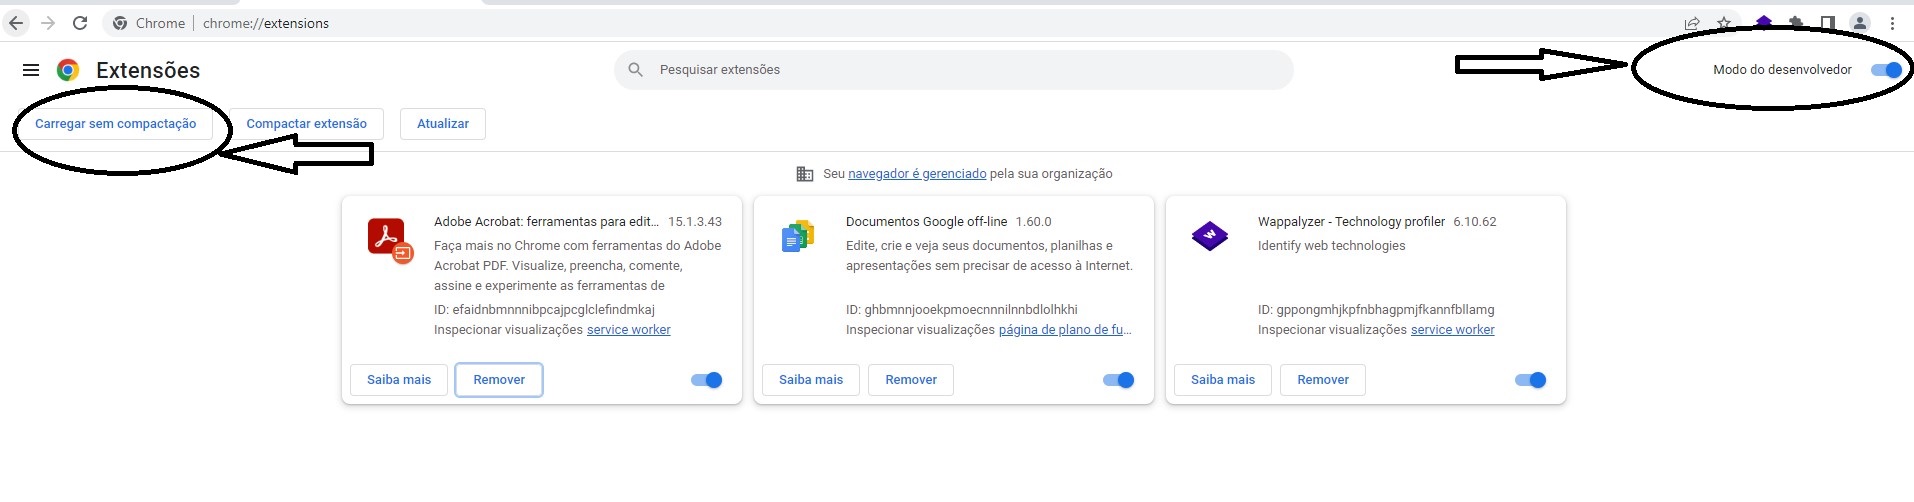 Chrome chrome://extensions
Extensões
Pesquisar extensões
Modo do desenvolvedor
Carregar sem compactação
Compactar extensão
Atualizar
Seu navegador é gerenciado pela sua organização
Adobe Acrobat: ferramentas para edit... 15.1.3.43
Faça mais no Chrome com ferramentas do Adobe
Acrobat PDF. Visualize, preencha, comente,
assine e experimente as ferramentas de
ID: efaidnbmnnnibpcajpcglclefindmkaj
Inspecionar visualizações service worker
Saiba mais
Remover
Documentos Google off-line 1.60.0
Edite, crie e veja seus documentos, planilhas e
apresentações sem precisar de acesso à Internet.
ID: ghbmnnjooekpmoecnnnilnnbdlolhkhi
Inspecionar visualizações página de plano de fu...
Saiba mais
Remover
W
Wappalyzer - Technology profiler 6.10.62
Identify web technologies
ID: gppongmhjkpfnbhagpmjfkannfbllamg
Inspecionar visualizações service worker
Saiba mais
Remover